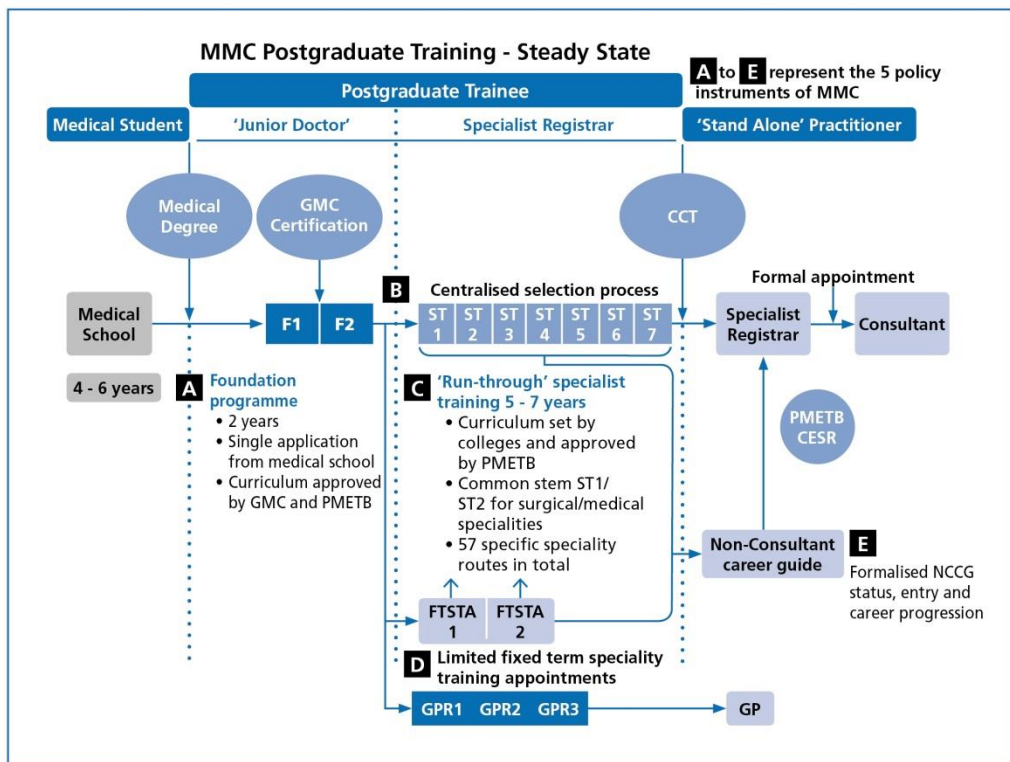 MMC Postgraduate Training - Steady State
A to E represent the 5 policy
instruments of MMC
Postgraduate Trainee
Medical Student
'Junior Doctor'
Specialist Registrar
'Stand Alone' Practitioner
Medical
Degree
GMC
Certification
CCT
B
Centralised selection process
Formal appointment
Medical
School
F1
F2
ST
1
ST
2
ST
3
ST
4
ST
5
ST
6
ST
7
Specialist
Registrar
Consultant
4 - 6 years
A
Foundation
programme
• 2 years
• Single application
from medical school
• Curriculum approved
by GMC and PMETB
C
'Run-through' specialist
training 5 - 7 years
• Curriculum set by
colleges and approved
by PMETB
• Common stem ST1/
ST2 for surgical/medical
specialities
• 57 specific speciality
routes in total
PMETB
CESR
Non-Consultant
career guide
E
Formalised NCCG
status, entry and
career progression
FTSTA
1
FTSTA
2
D
Limited fixed term speciality
training appointments
GPR1
GPR2
GPR3
GP